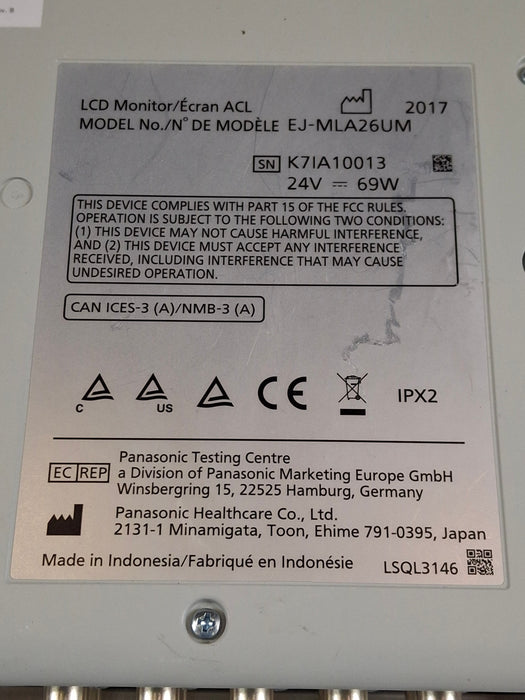 v. B
LCD Monitor/Écran ACL 2017
MODEL No./N° DE MODÈLE EJ-MLA26UM
SN K7IA10013
24V ⎓ 69W
THIS DEVICE COMPLIES WITH PART 15 OF THE FCC RULES.
OPERATION IS SUBJECT TO THE FOLLOWING TWO CONDITIONS:
(1) THIS DEVICE MAY NOT CAUSE HARMFUL INTERFERENCE,
AND (2) THIS DEVICE MUST ACCEPT ANY INTERFERENCE
RECEIVED, INCLUDING INTERFERENCE THAT MAY CAUSE
UNDESIRED OPERATION.
CAN ICES-3 (A)/NMB-3 (A)
C US CE IPX2
EC REP
Panasonic Testing Centre
a Division of Panasonic Marketing Europe GmbH
Winsbergring 15, 22525 Hamburg, Germany
Panasonic Healthcare Co., Ltd.
2131-1 Minamigata, Toon, Ehime 791-0395, Japan
Made in Indonesia/Fabriqué en Indonésie LSQL3146